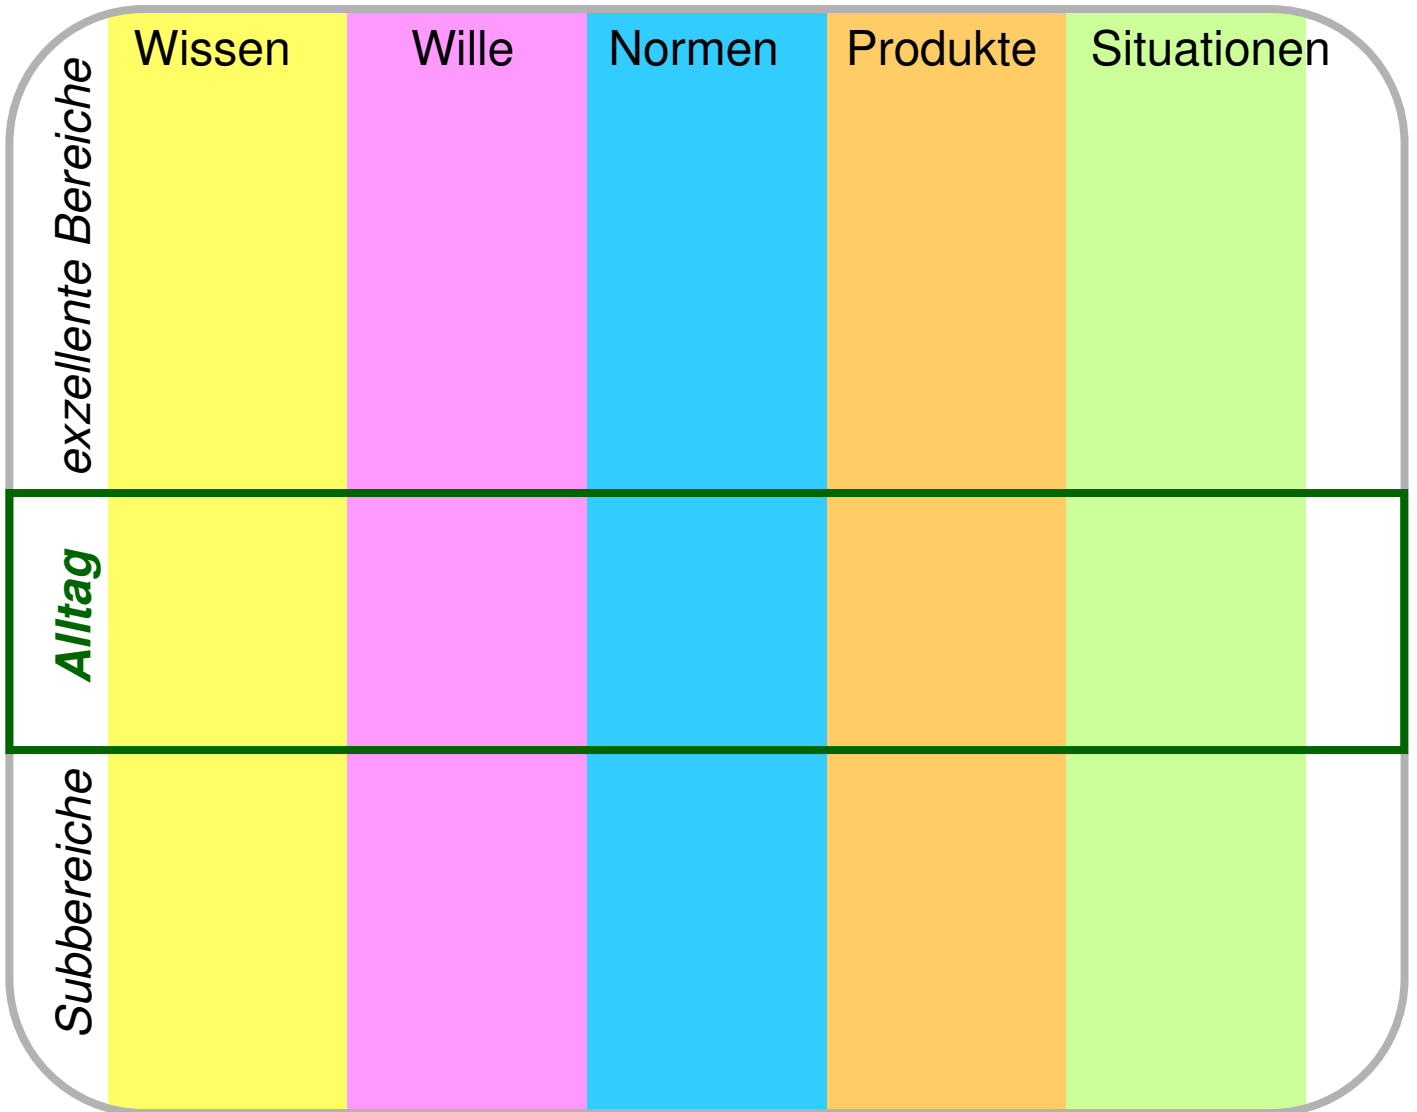 Wissen
Wille
Normen
Produkte
Situationen
exzellente Bereiche
Alltag
Subbereiche